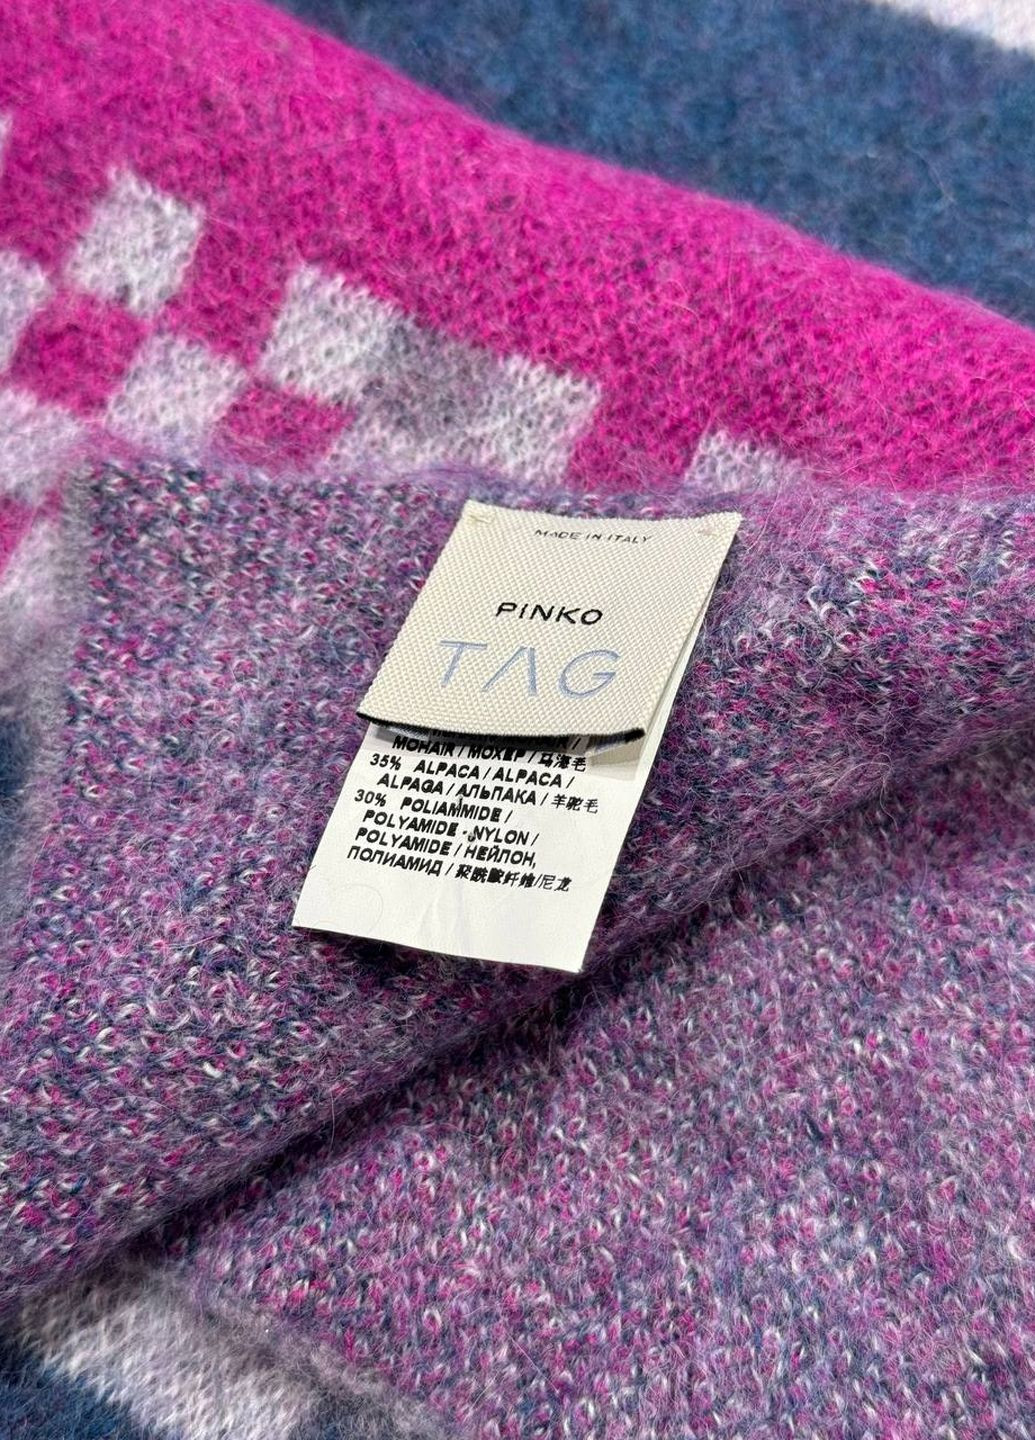 MADE IN ITALY
PINKO
TAG
MOHAIR / МОХЕР / 马海毛
35% ALPACA / ALPACA /
ALPAGA / АЛЬПАКА / 羊驼毛
30% POLIAMMIDE /
POLYAMIDE - NYLON /
POLYAMIDE / НЕЙЛОН,
ПОЛИАМИД / 聚酰胺纤维/尼龙